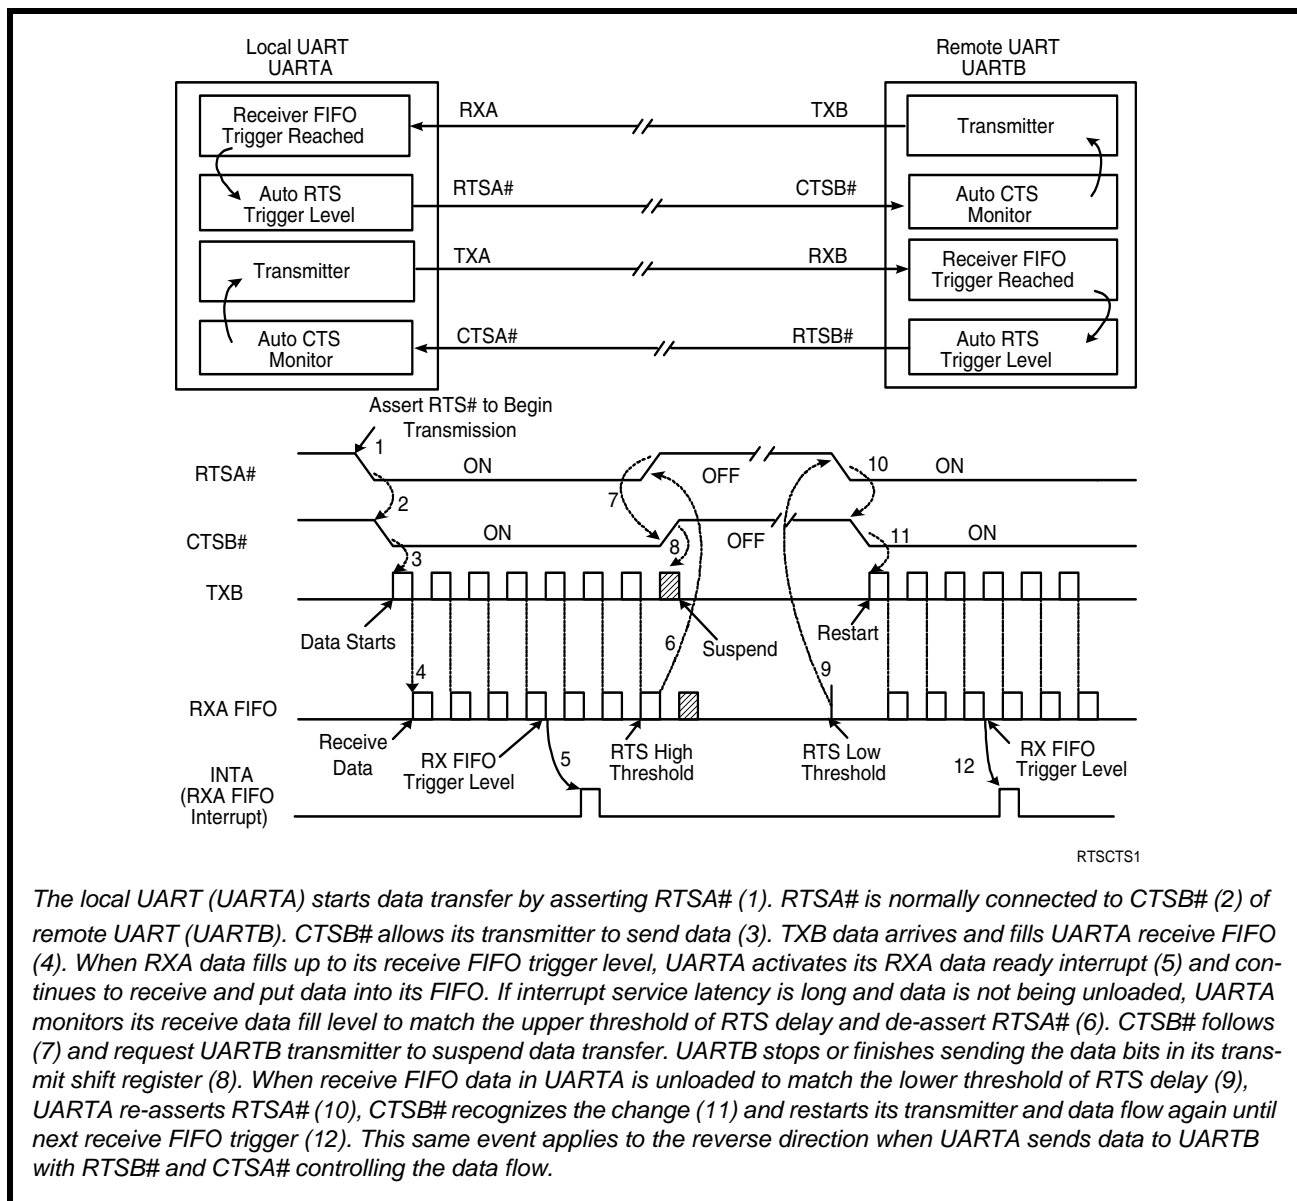 Local UART
UARTA
Remote UART
UARTB
Receiver FIFO
Trigger Reached
RXA
TXB
Transmitter
Auto RTS
Trigger Level
RTSA#
CTSB#
Auto CTS
Monitor
Transmitter
TXA
RXB
Receiver FIFO
Trigger Reached
Auto CTS
Monitor
CTSA#
RTSB#
Auto RTS
Trigger Level
Assert RTS# to Begin
Transmission
1
RTSA#
ON
OFF
10
ON
2
7
CTSB#
ON
8
OFF
11
ON
3
TXB
Data Starts
6
Suspend
Restart
4
9
RXA FIFO
Receive
Data
RX FIFO
Trigger Level
5
RTS High
Threshold
RTS Low
Threshold
12
RX FIFO
Trigger Level
INTA
(RXA FIFO
Interrupt)
RTSCTS1
The local UART (UARTA) starts data transfer by asserting RTSA# (1). RTSA# is normally connected to CTSB# (2) of
remote UART (UARTB). CTSB# allows its transmitter to send data (3). TXB data arrives and fills UARTA receive FIFO
(4). When RXA data fills up to its receive FIFO trigger level, UARTA activates its RXA data ready interrupt (5) and con-
tinues to receive and put data into its FIFO. If interrupt service latency is long and data is not being unloaded, UARTA
monitors its receive data fill level to match the upper threshold of RTS delay and de-assert RTSA# (6). CTSB# follows
(7) and request UARTB transmitter to suspend data transfer. UARTB stops or finishes sending the data bits in its trans-
mit shift register (8). When receive FIFO data in UARTA is unloaded to match the lower threshold of RTS delay (9),
UARTA re-asserts RTSA# (10), CTSB# recognizes the change (11) and restarts its transmitter and data flow again until
next receive FIFO trigger (12). This same event applies to the reverse direction when UARTA sends data to UARTB
with RTSB# and CTSA# controlling the data flow.